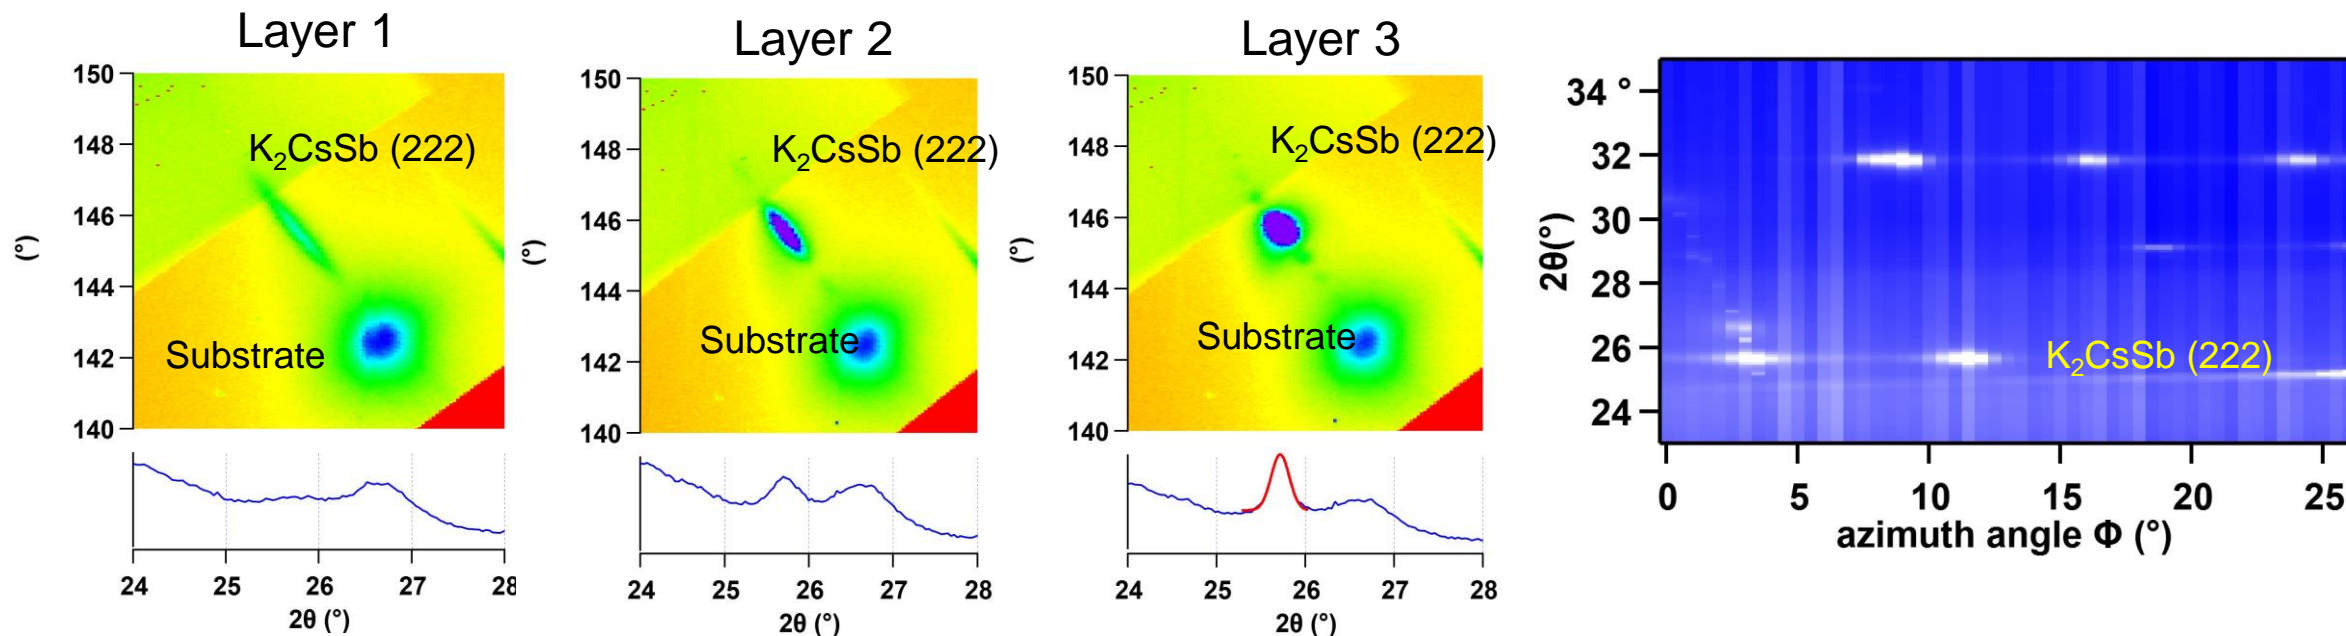 Layer 1
150
148
146
144
142
140
(°)
K₂CsSb (222)
Substrate
24 25 26 27 28
2θ (°)
Layer 2
150
148
146
144
142
140
(°)
K₂CsSb (222)
Substrate
24 25 26 27 28
2θ (°)
Layer 3
150
148
146
144
142
140
(°)
K₂CsSb (222)
Substrate
24 25 26 27 28
2θ (°)
34 °
32
30
28
26
24
2θ(°)
K₂CsSb (222)
0 5 10 15 20 25
azimuth angle Φ (°)